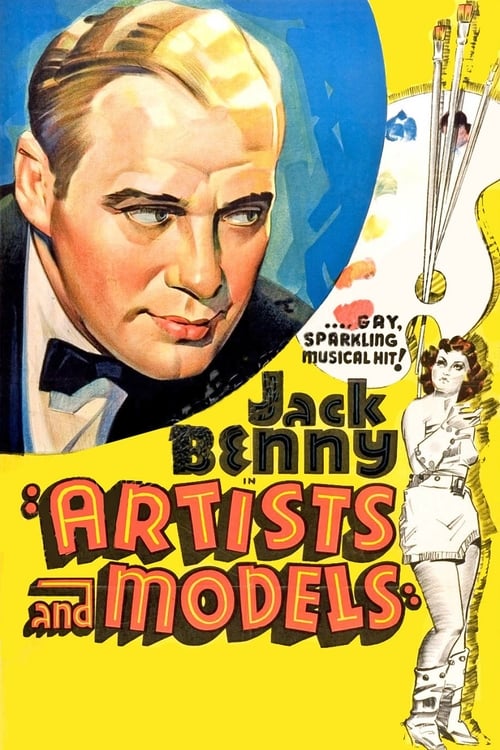 ....GAY,
SPARKLING
MUSICAL HIT!
Jack
BENNY
IN
:ARTISTS
and MODELS: